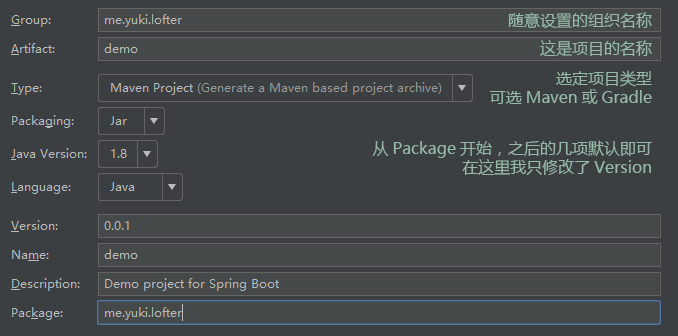 Group: me.yuki.lofter 随意设置的组织名称
Artifact: demo 这是项目的名称
Type: Maven Project (Generate a Maven based project archive) 选定项目类型
可选 Maven 或 Gradle
Packaging: Jar
Java Version: 1.8 从 Package 开始，之后的几项默认即可
在这里我只修改了 Version
Language: Java
Version: 0.0.1
Name: demo
Description: Demo project for Spring Boot
Package: me.yuki.lofter